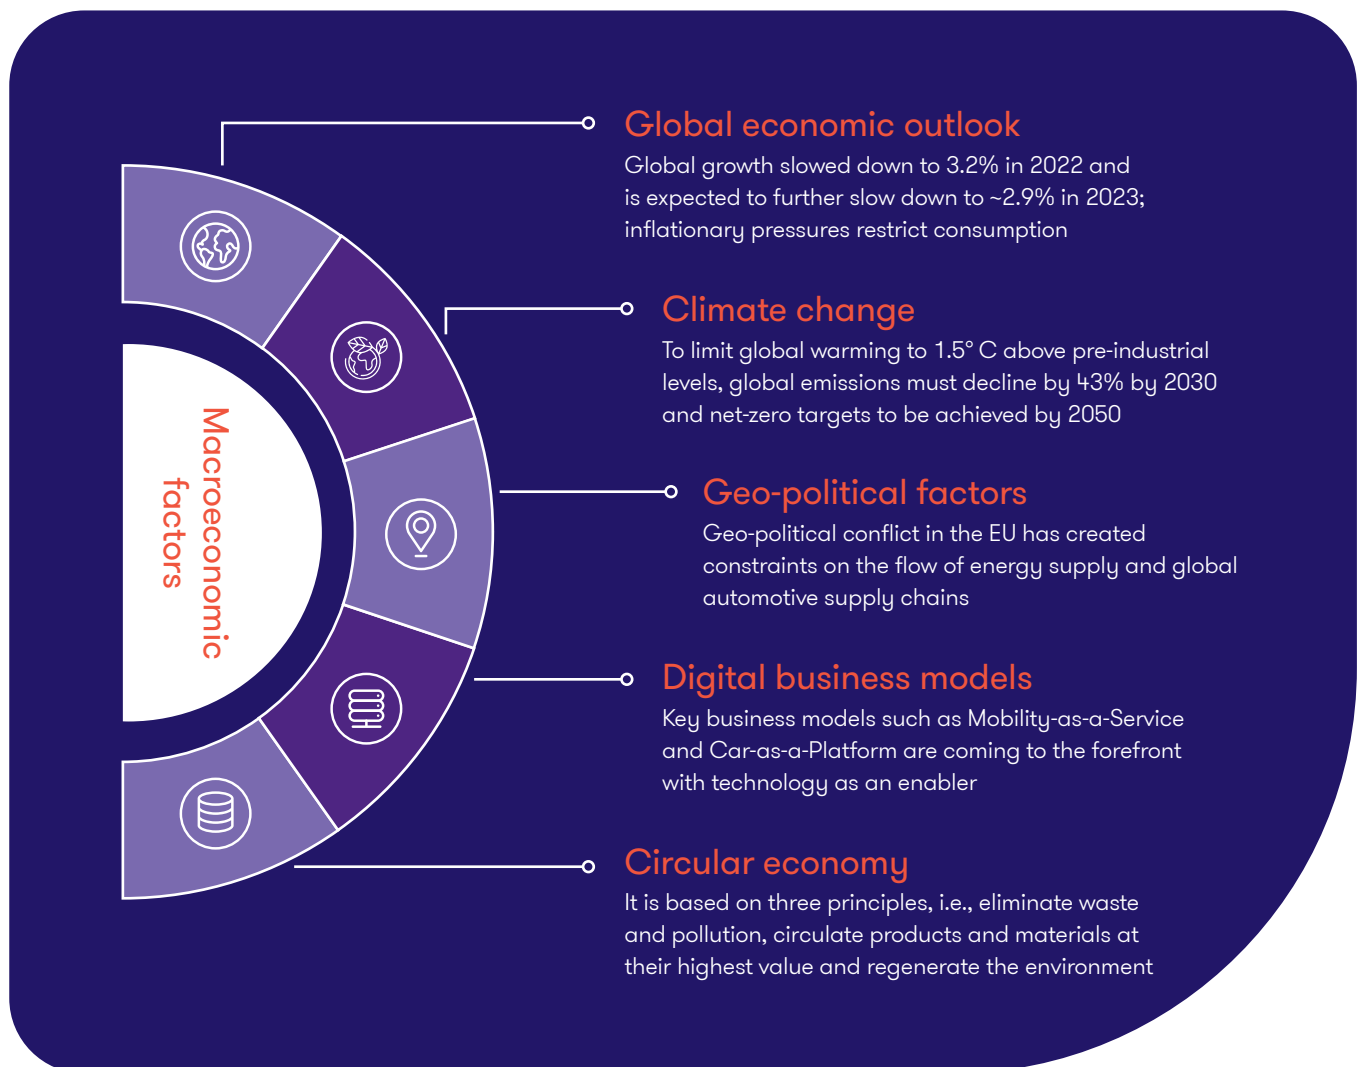 Macroeconomic
factors
Global economic outlook
Global growth slowed down to 3.2% in 2022 and
is expected to further slow down to ~2.9% in 2023;
inflationary pressures restrict consumption
Climate change
To limit global warming to 1.5° C above pre-industrial
levels, global emissions must decline by 43% by 2030
and net-zero targets to be achieved by 2050
Geo-political factors
Geo-political conflict in the EU has created
constraints on the flow of energy supply and global
automotive supply chains
Digital business models
Key business models such as Mobility-as-a-Service
and Car-as-a-Platform are coming to the forefront
with technology as an enabler
Circular economy
It is based on three principles, i.e., eliminate waste
and pollution, circulate products and materials at
their highest value and regenerate the environment